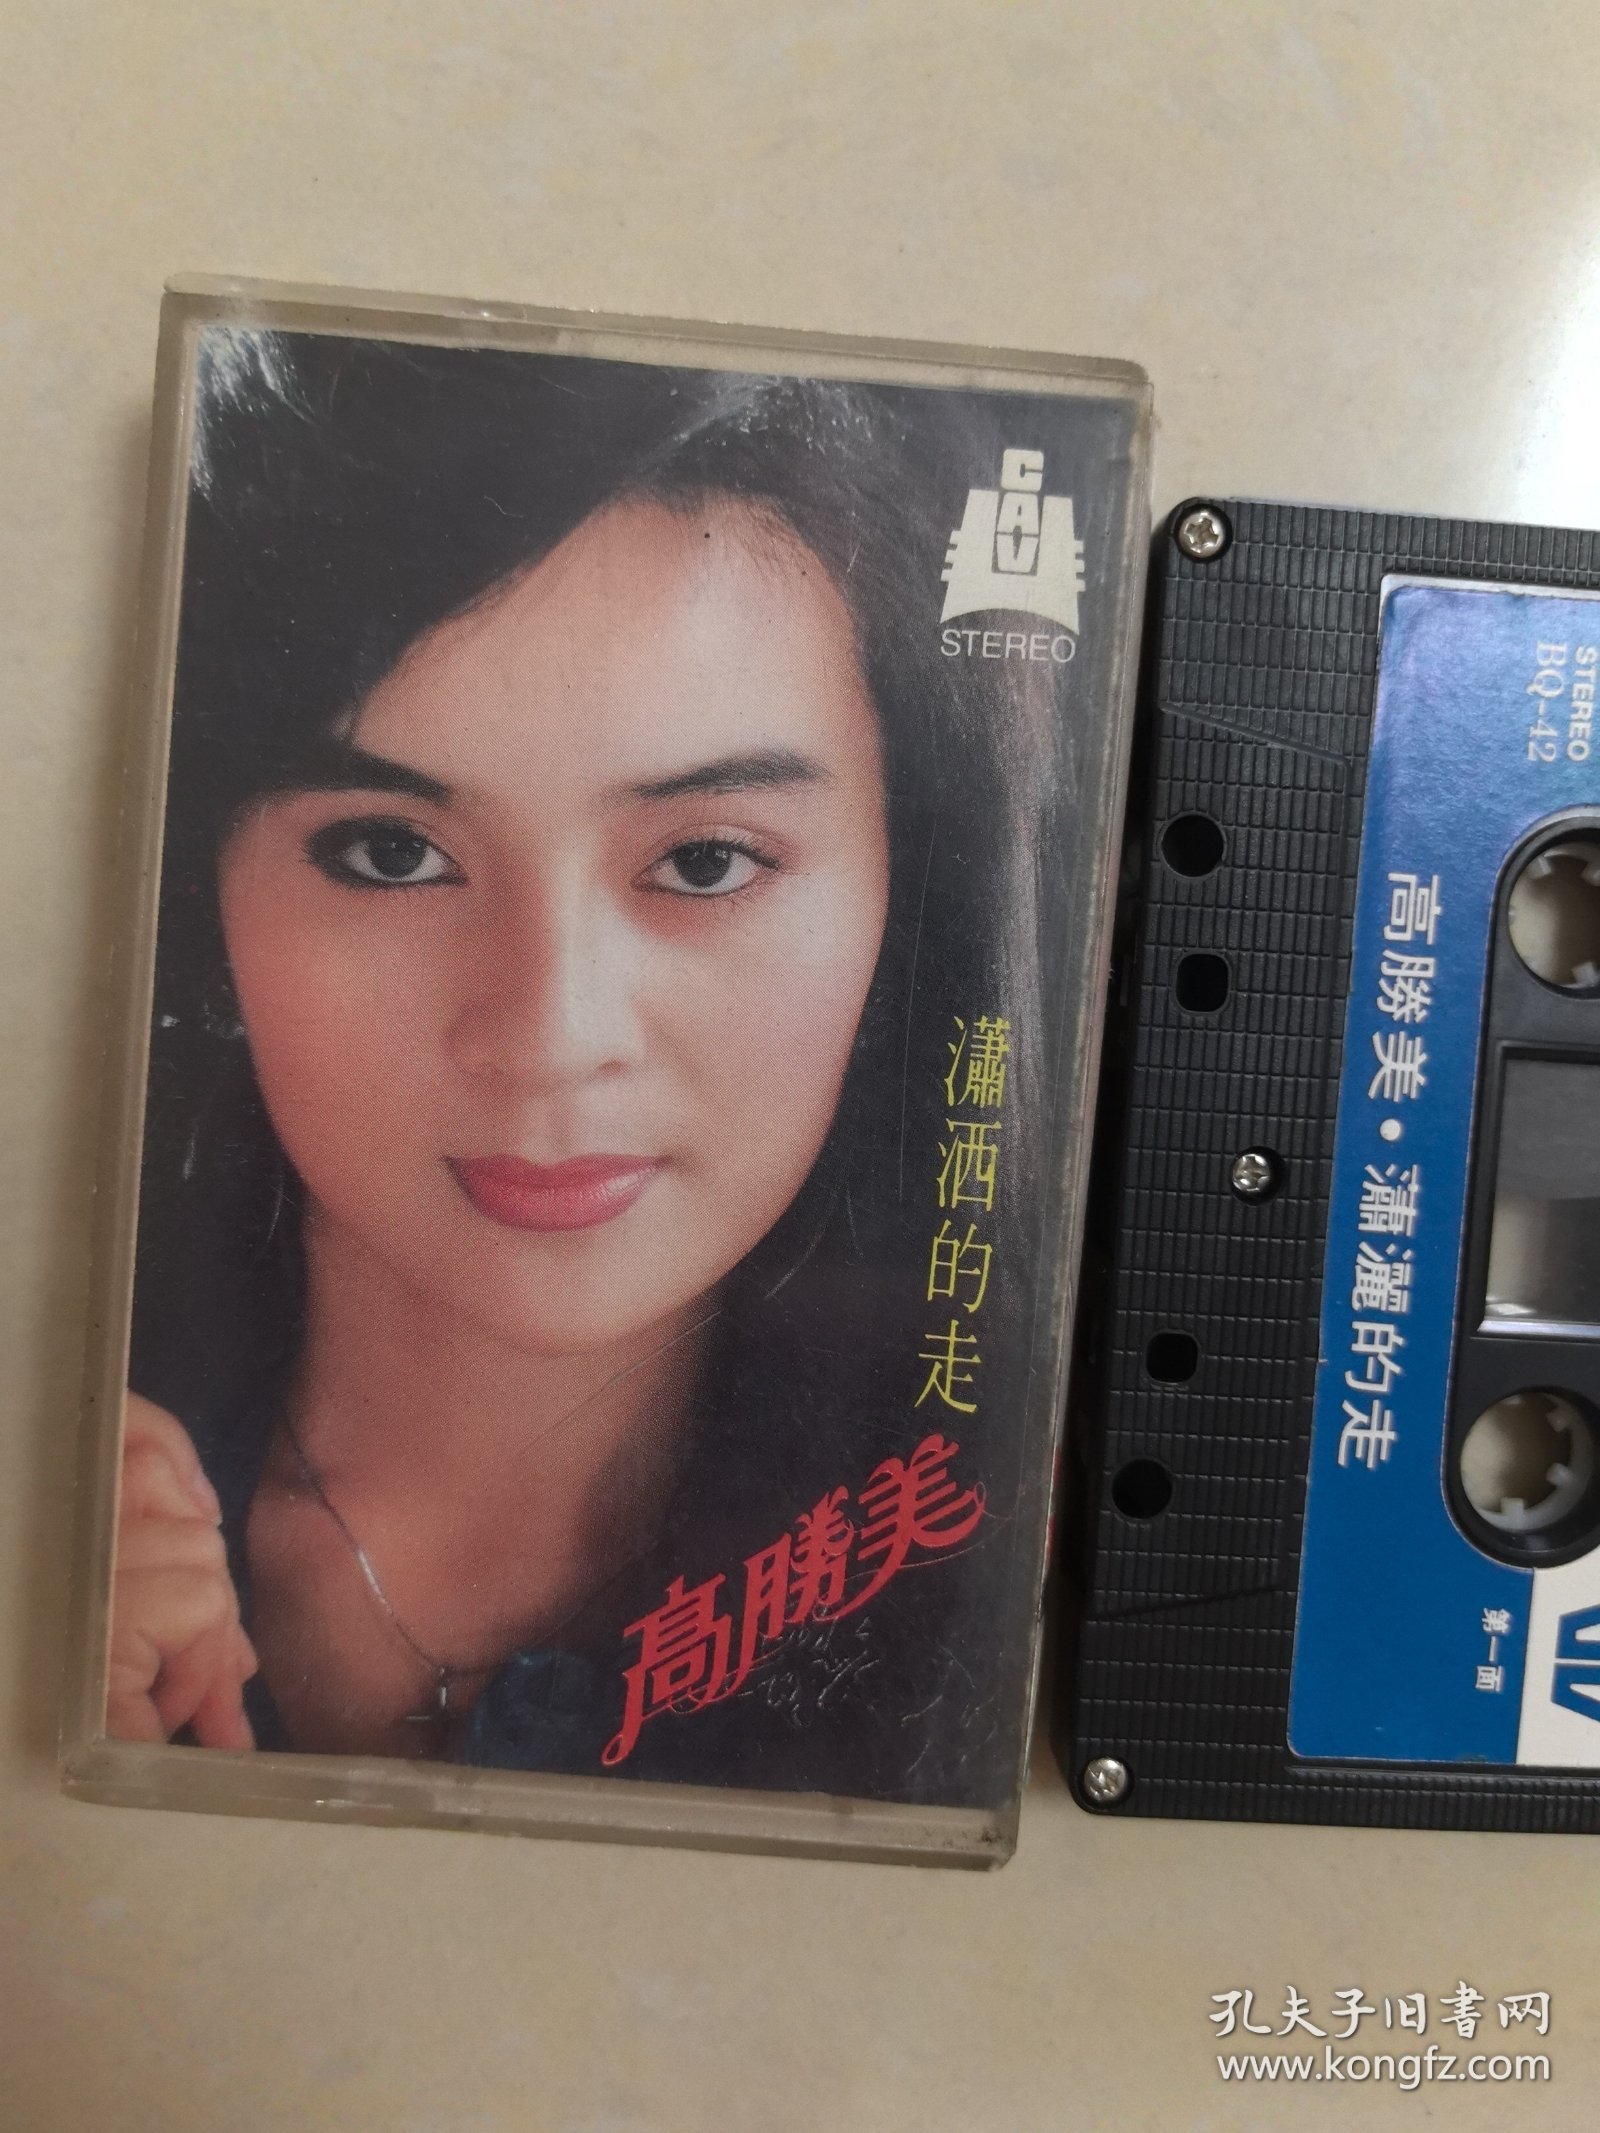 CAV
STEREO
瀟洒的走
高勝美
STEREO
BQ-42
高勝美·瀟灑的走
第一面
孔夫子旧書网
www.kongfz.com